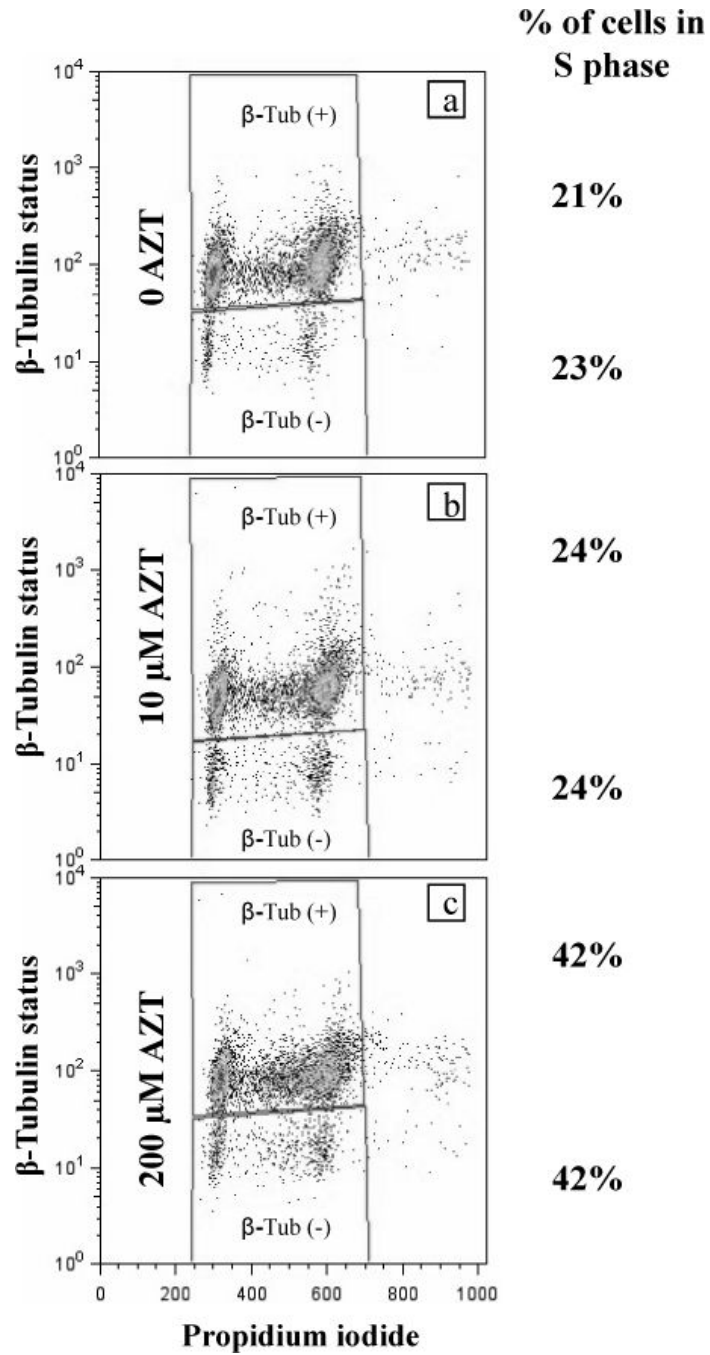 % of cells in
S phase
10⁴
a
β-Tub (+)
10³
21%
β-Tubulin status
0 AZT
10²
10¹
23%
β-Tub (-)
10⁰
10⁴
b
β-Tub (+)
24%
10³
β-Tubulin status
10 µM AZT
10²
10¹
24%
β-Tub (-)
10⁰
10⁴
c
β-Tub (+)
42%
10³
β-Tubulin status
200 µM AZT
10²
10¹
42%
β-Tub (-)
10⁰
0 200 400 600 800 1000
Propidium iodide